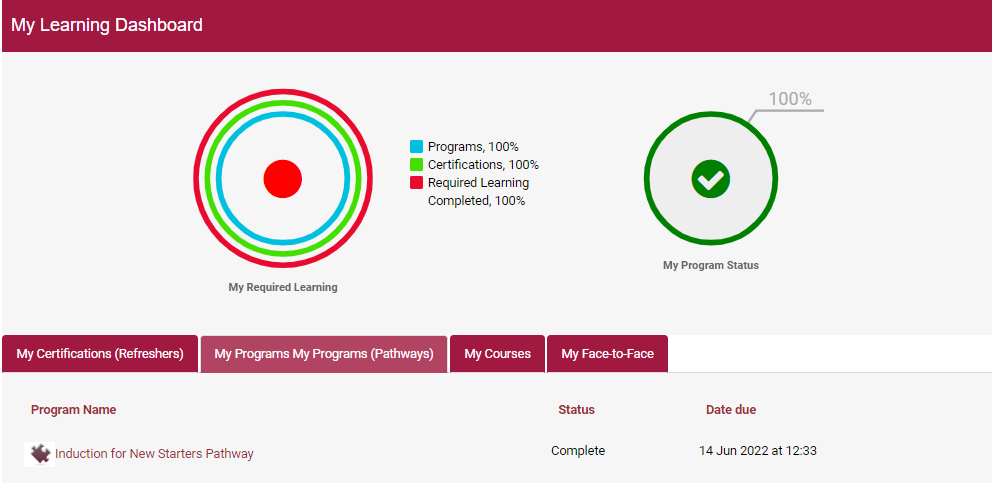 My Learning Dashboard
100%
Programs, 100%
Certifications, 100%
Required Learning
Completed, 100%
My Program Status
My Required Learning
My Certifications (Refreshers)
My Programs My Programs (Pathways)
My Courses
My Face-to-Face
Program Name Status Date due
Induction for New Starters Pathway Complete 14 Jun 2022 at 12:33